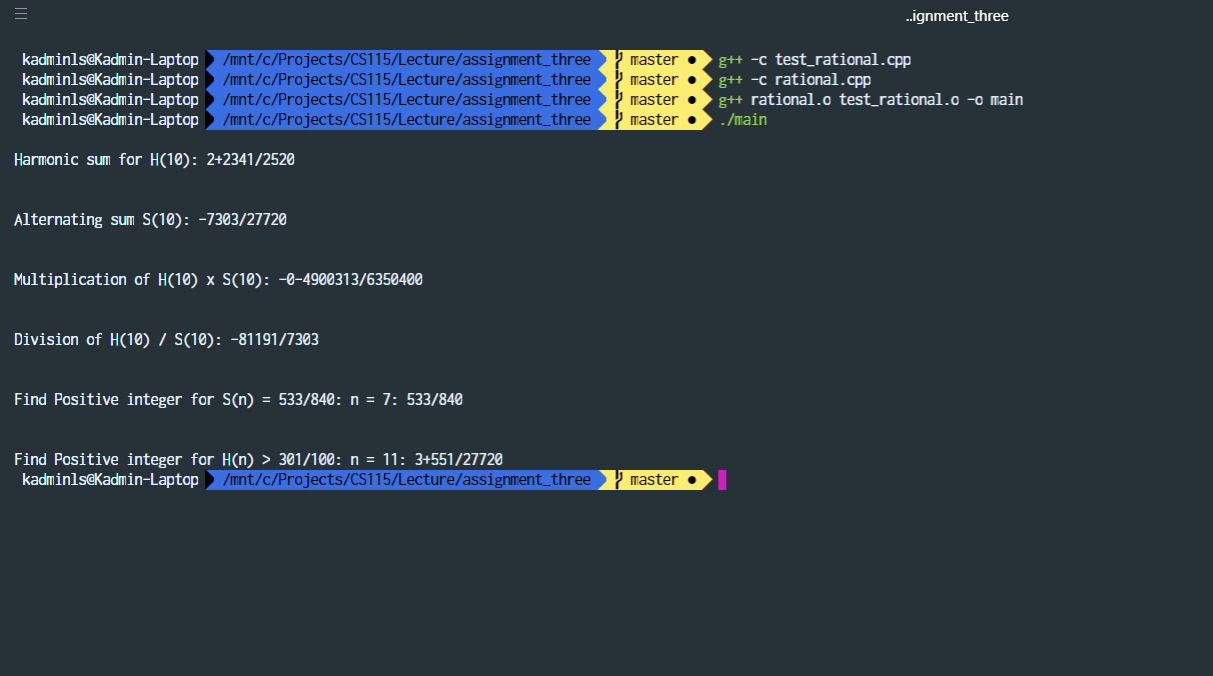 ..ignment_three
kadminls@Kadmin-Laptop /mnt/c/Projects/CS115/Lecture/assignment_three master ● g++ -c test_rational.cpp
kadminls@Kadmin-Laptop /mnt/c/Projects/CS115/Lecture/assignment_three master ● g++ -c rational.cpp
kadminls@Kadmin-Laptop /mnt/c/Projects/CS115/Lecture/assignment_three master ● g++ rational.o test_rational.o -o main
kadminls@Kadmin-Laptop /mnt/c/Projects/CS115/Lecture/assignment_three master ● ./main
Harmonic sum for H(10): 2+2341/2520
Alternating sum S(10): -7303/27720
Multiplication of H(10) x S(10): -0-4900313/6350400
Division of H(10) / S(10): -81191/7303
Find Positive integer for S(n) = 533/840: n = 7: 533/840
Find Positive integer for H(n) > 301/100: n = 11: 3+551/27720
kadminls@Kadmin-Laptop /mnt/c/Projects/CS115/Lecture/assignment_three master ●